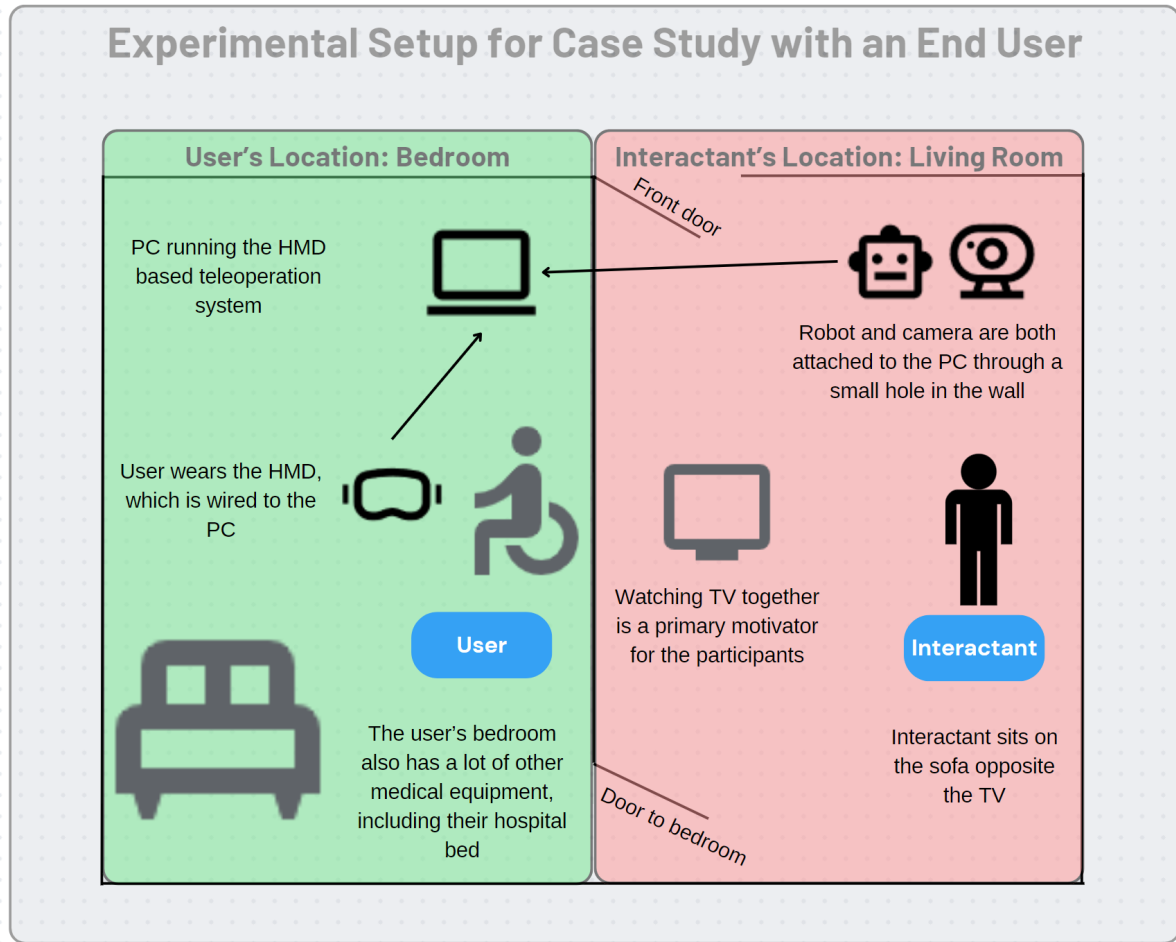 Experimental Setup for Case Study with an End User
User's Location: Bedroom
Interactant's Location: Living Room
Front door
PC running the HMD
based teleoperation
system
Robot and camera are both
attached to the PC through a
small hole in the wall
User wears the HMD,
which is wired to the
PC
User
Watching TV together
is a primary motivator
for the participants
Interactant
The user's bedroom
also has a lot of other
medical equipment,
including their hospital
bed
Interactant sits on
the sofa opposite
the TV
Door to bedroom